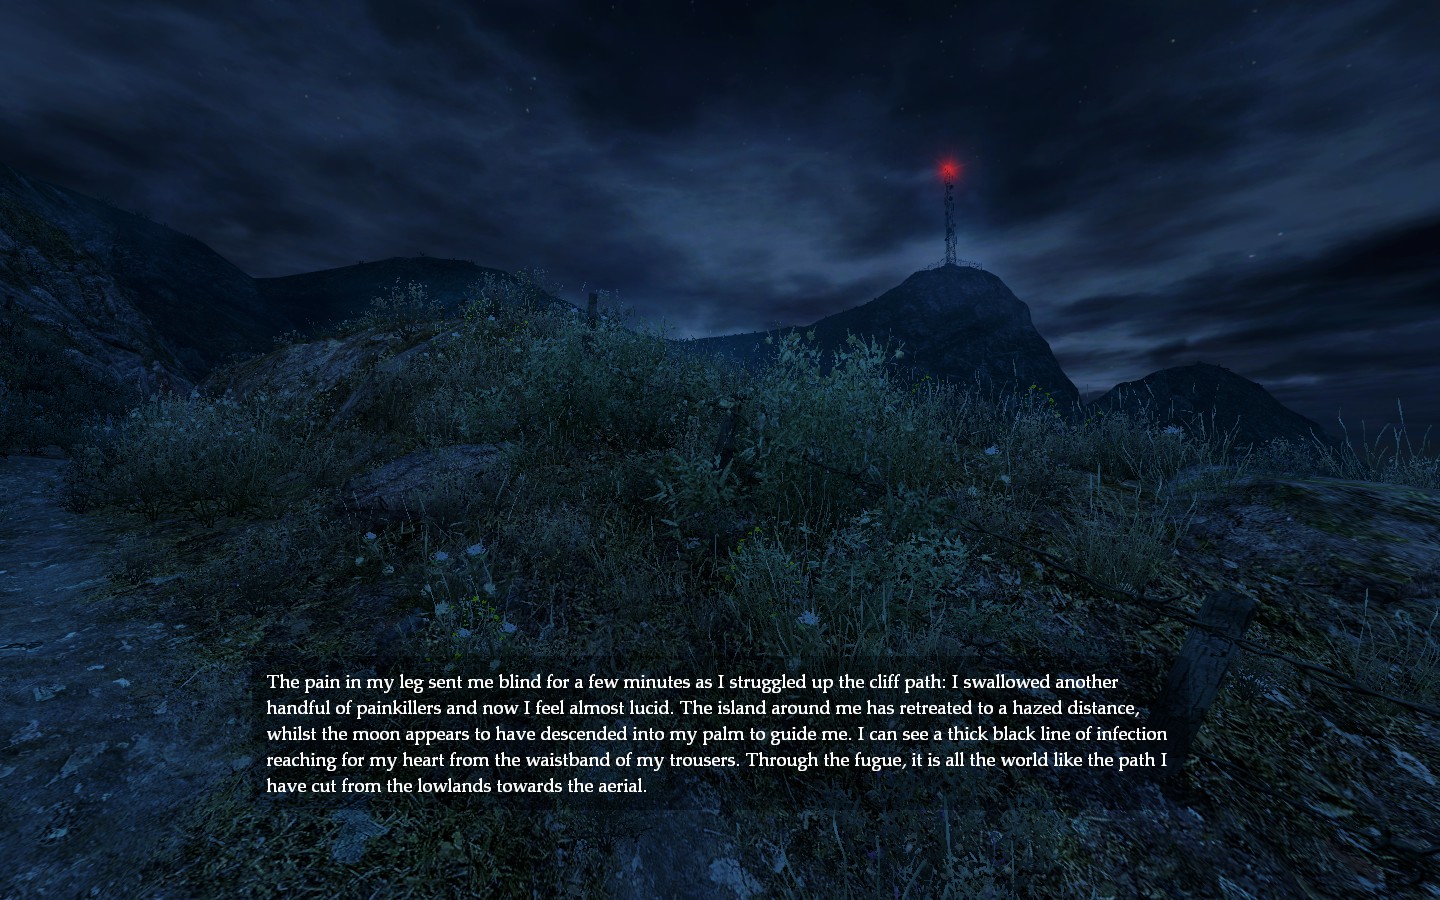 The pain in my leg sent me blind for a few minutes as I struggled up the cliff path: I swallowed another
handful of painkillers and now I feel almost lucid. The island around me has retreated to a hazed distance,
whilst the moon appears to have descended into my palm to guide me. I can see a thick black line of infection
reaching for my heart from the waistband of my trousers. Through the fugue, it is all the world like the path I
have cut from the lowlands towards the aerial.